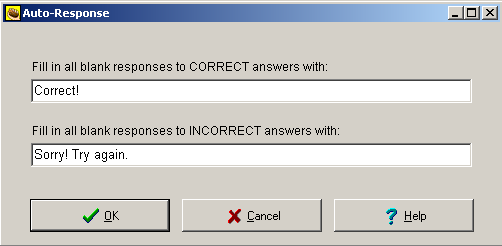 Auto-Response
Fill in all blank responses to CORRECT answers with:
Correct!
Fill in all blank responses to INCORRECT answers with:
Sorry! Try again.
OK Cancel Help